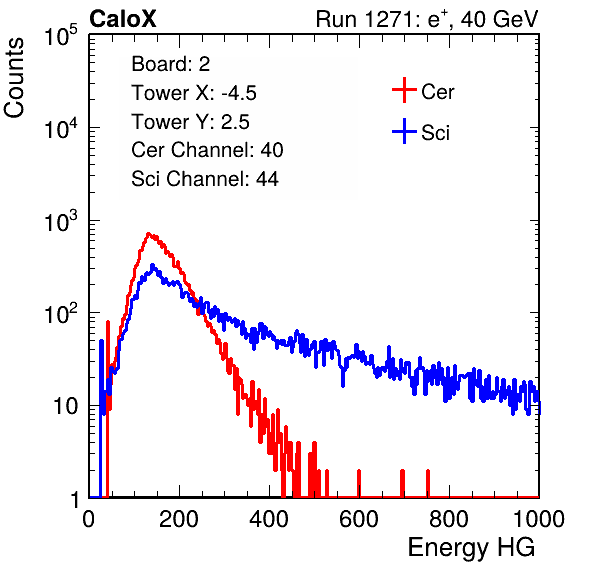 CaloX Run 1271: e⁺, 40 GeV
Counts
Board: 2
Tower X: -4.5
Tower Y: 2.5
Cer Channel: 40
Sci Channel: 44
Cer
Sci
10⁵
10⁴
10³
10²
10
1
0 200 400 600 800 1000
Energy HG